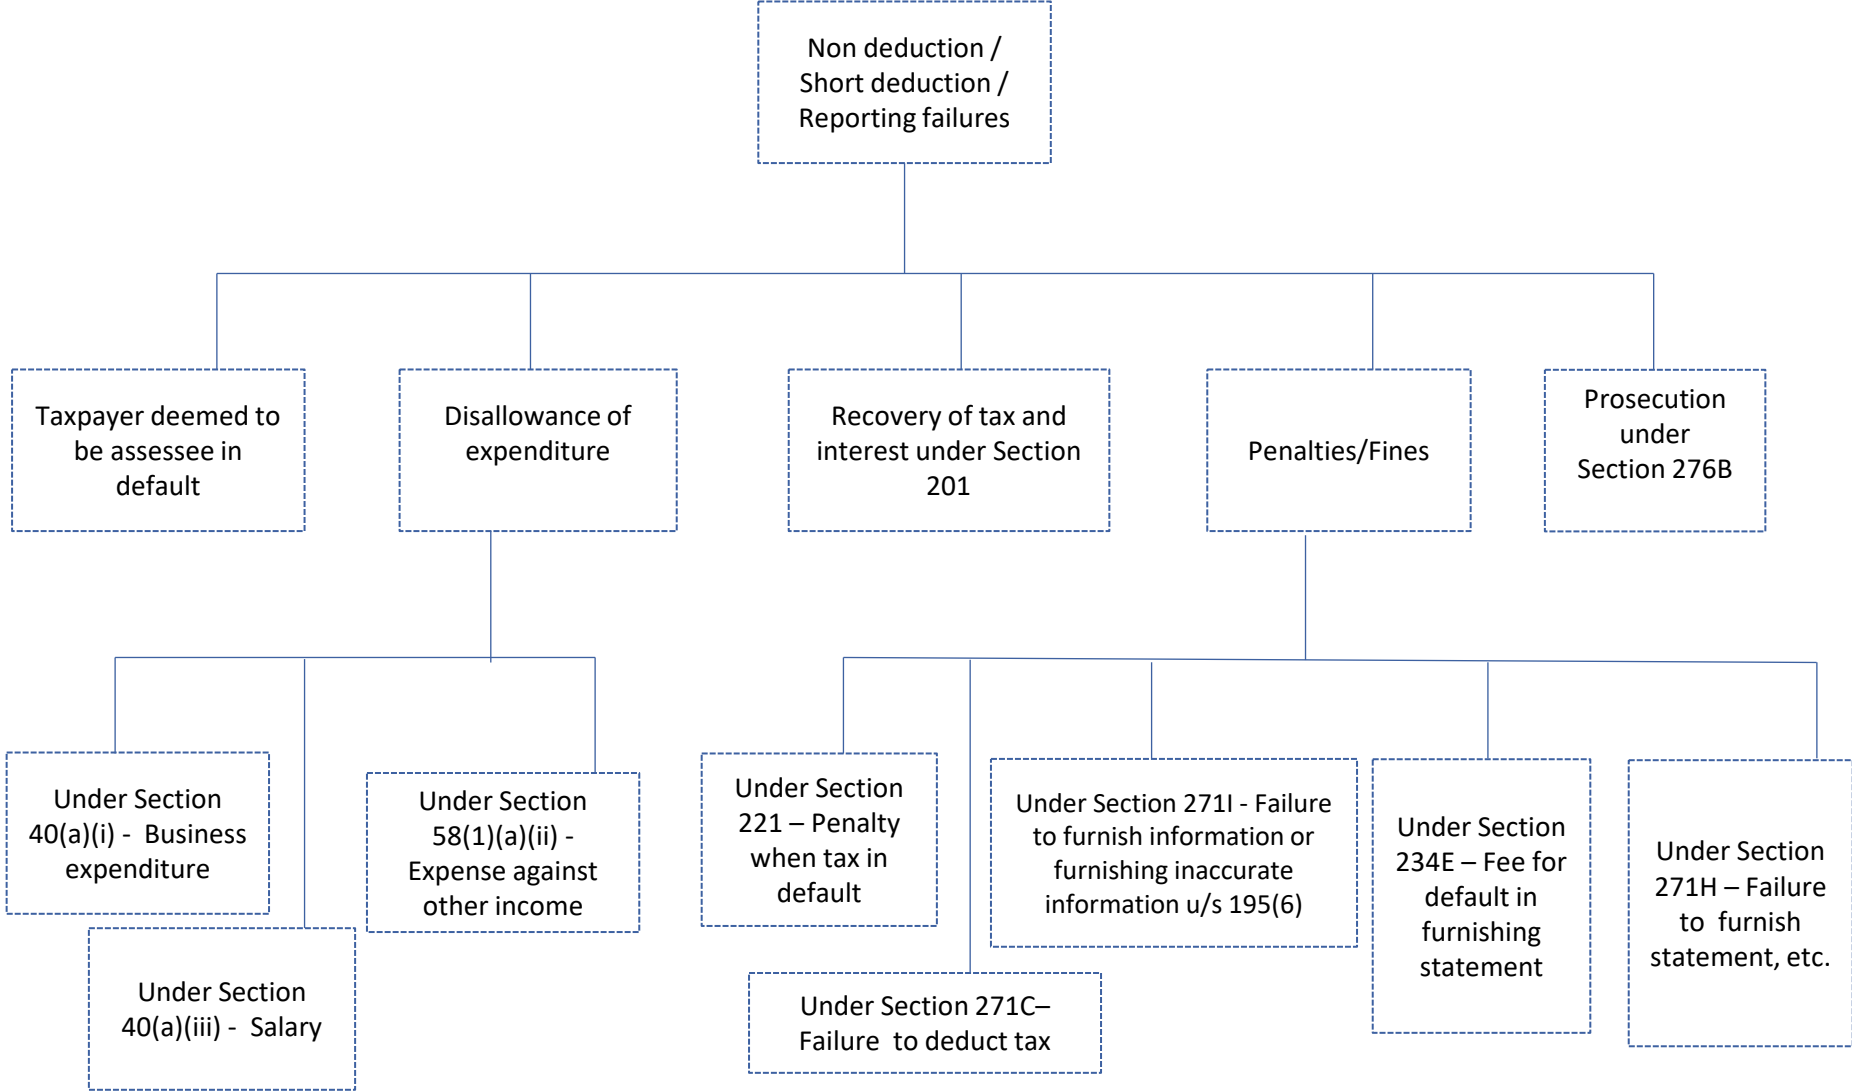 Non deduction /
Short deduction /
Reporting failures
Taxpayer deemed to
be assessee in
default
Disallowance of
expenditure
Recovery of tax and
interest under Section
201
Penalties/Fines
Prosecution
under
Section 276B
Under Section
40(a)(i) - Business
expenditure
Under Section
40(a)(iii) - Salary
Under Section
58(1)(a)(ii) -
Expense against
other income
Under Section
221 – Penalty
when tax in
default
Under Section 271C–
Failure to deduct tax
Under Section 271I - Failure
to furnish information or
furnishing inaccurate
information u/s 195(6)
Under Section
234E – Fee for
default in
furnishing
statement
Under Section
271H – Failure
to furnish
statement, etc.